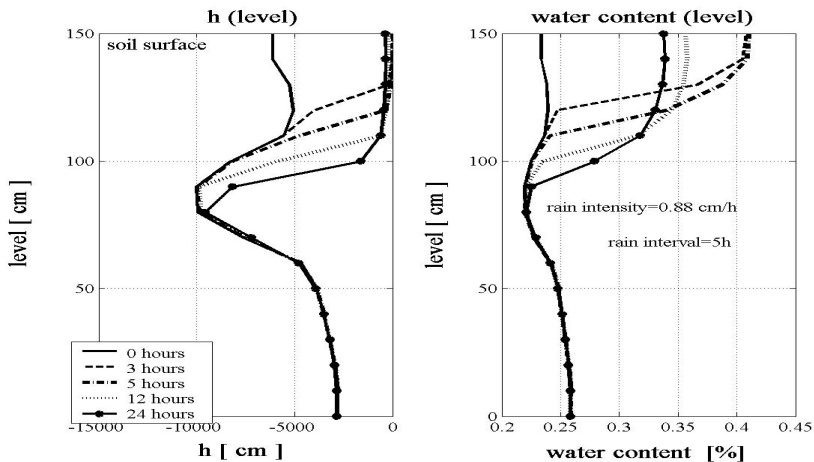 h (level)
150
soil surface
100
50
0
level [ cm ]
0 hours
3 hours
5 hours
12 hours
24 hours
-15000
-10000
-5000
0
h [ cm ]
water content (level)
150
100
50
0
level [ cm ]
rain intensity=0.88 cm/h
rain interval=5h
0.2
0.25
0.3
0.35
0.4
0.45
water content [%]